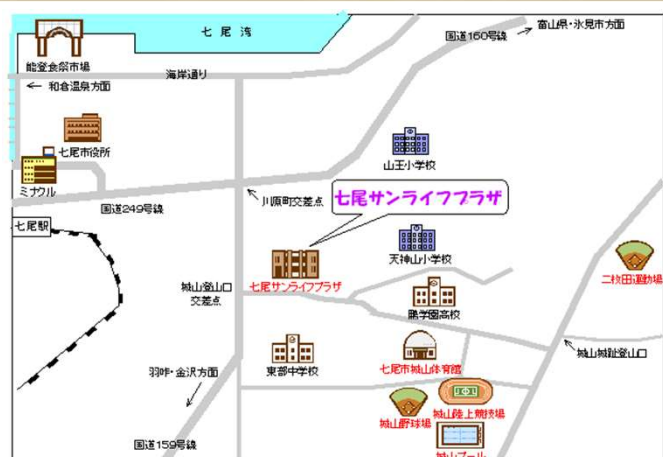 七尾湾
富山県・氷見市方面
国道160号線
能登食祭市場
海岸通り
← 和倉温泉方面
七尾市役所
山王小学校
ミナクル
川原町交差点
七尾サンライフプラザ
国道249号線
七尾駅
天神山小学校
二枚田運動場
城山登山口
交差点
七尾サンライフプラザ
鵬学園高校
城山城趾登山口
東部中学校
七尾市城山体育館
羽咋・金沢方面
城山野球場
城山陸上競技場
国道159号線
城山プール